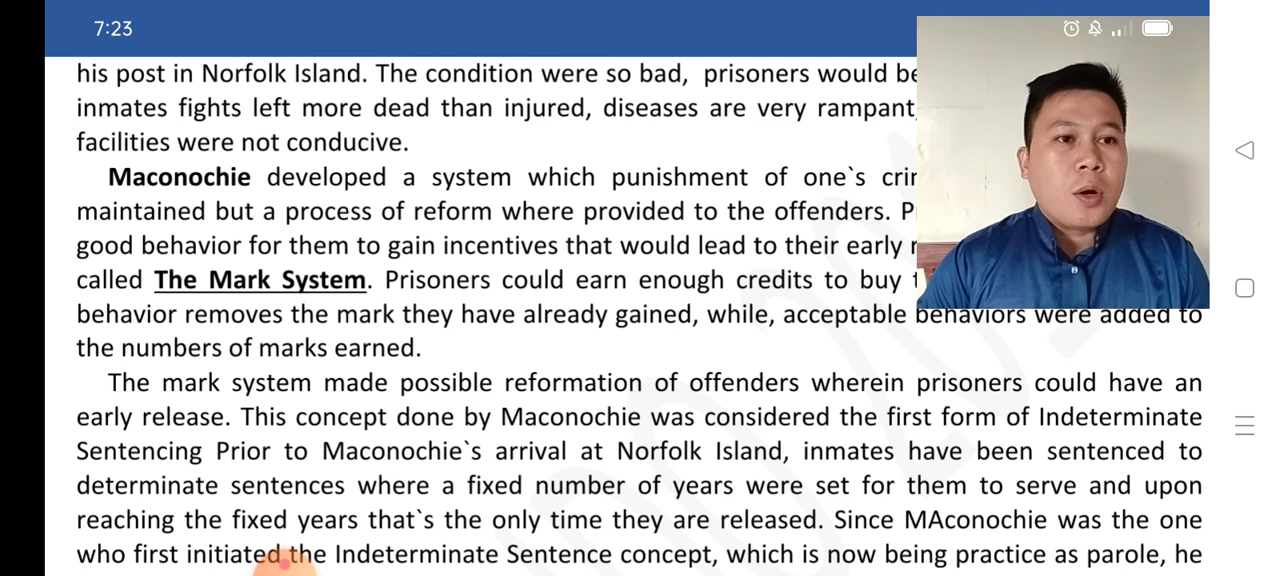 7:23
his post in Norfolk Island. The condition were so bad, prisoners would be
inmates fights left more dead than injured, diseases are very rampant,
facilities were not conducive.
Maconochie developed a system which punishment of one`s
maintained but a process of reform where provided to the offenders.
good behavior for them to gain incentives that would lead to their early
called The Mark System. Prisoners could earn enough credits to buy
behavior removes the mark they have already gained, while, acceptable behaviors were added to
the numbers of marks earned.
The mark system made possible reformation of offenders wherein prisoners could have an
early release. This concept done by Maconochie was considered the first form of Indeterminate
Sentencing Prior to Maconochie`s arrival at Norfolk Island, inmates have been sentenced to
determinate sentences where a fixed number of years were set for them to serve and upon
reaching the fixed years that`s the only time they are released. Since MAconochie was the one
who first initiated the Indeterminate Sentence concept, which is now being practice as parole, he